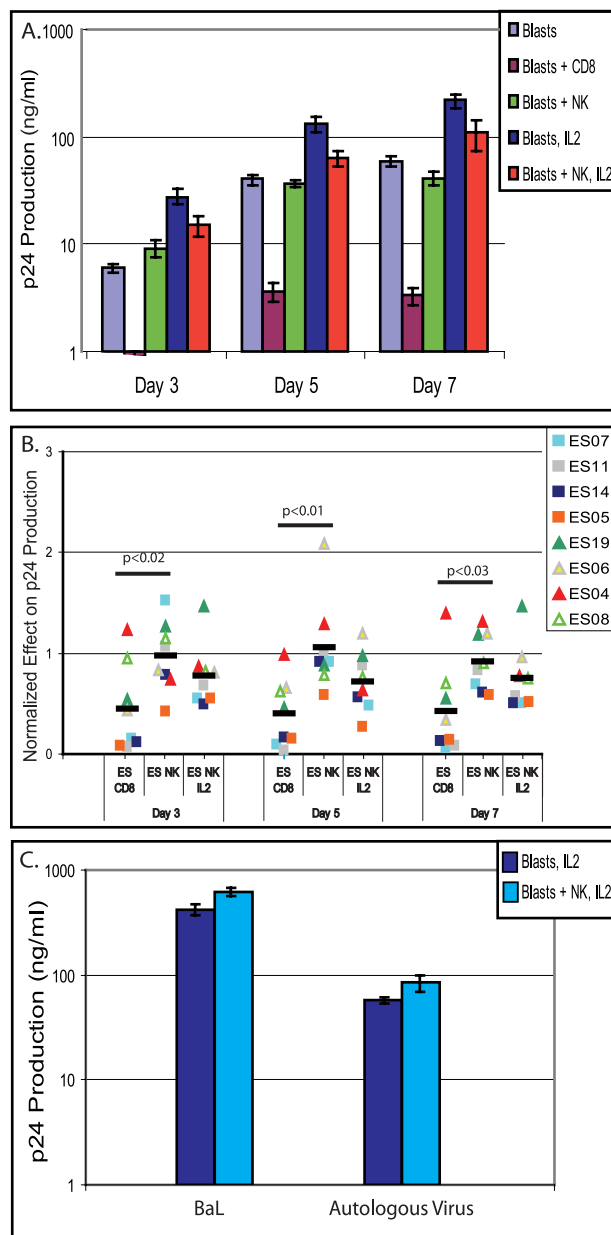 A.
1000
100
10
1
p24 Production (ng/ml)
Day 3
Day 5
Day 7
Blasts
Blasts + CD8
Blasts + NK
Blasts, IL2
Blasts + NK, IL2
B.
3
2
1
0
Normalized Effect on p24 Production
p<0.02
p<0.01
p<0.03
ES CD8
ES NK
ES NK IL2
ES CD8
ES NK
ES NK IL2
ES CD8
ES NK
ES NK IL2
Day 3
Day 5
Day 7
ES07
ES11
ES14
ES05
ES19
ES06
ES04
ES08
C.
1000
100
10
1
p24 Production (ng/ml)
BaL
Autologous Virus
Blasts, IL2
Blasts + NK, IL2